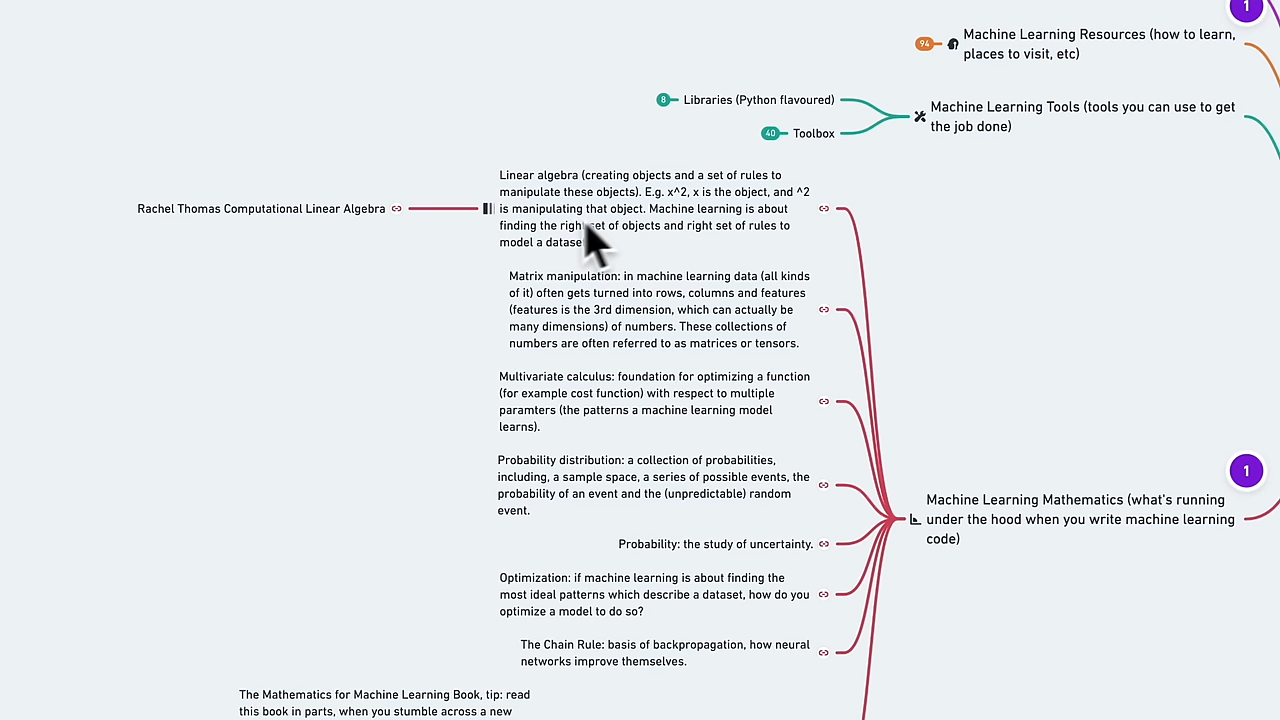 1
94
Machine Learning Resources (how to learn,
places to visit, etc)
8
Libraries (Python flavoured)
40
Toolbox
Machine Learning Tools (tools you can use to get
the job done)
Rachel Thomas Computational Linear Algebra
Linear algebra (creating objects and a set of rules to
manipulate these objects). E.g. x^2, x is the object, and ^2
is manipulating that object. Machine learning is about
finding the right set of objects and right set of rules to
model a datase
Matrix manipulation: in machine learning data (all kinds
of it) often gets turned into rows, columns and features
(features is the 3rd dimension, which can actually be
many dimensions) of numbers. These collections of
numbers are often referred to as matrices or tensors.
Multivariate calculus: foundation for optimizing a function
(for example cost function) with respect to multiple
paramters (the patterns a machine learning model
learns).
Probability distribution: a collection of probabilities,
including, a sample space, a series of possible events, the
probability of an event and the (unpredictable) random
event.
Probability: the study of uncertainty.
Optimization: if machine learning is about finding the
most ideal patterns which describe a dataset, how do you
optimize a model to do so?
The Chain Rule: basis of backpropagation, how neural
networks improve themselves.
1
Machine Learning Mathematics (what's running
under the hood when you write machine learning
code)
The Mathematics for Machine Learning Book, tip: read
this book in parts, when you stumble across a new